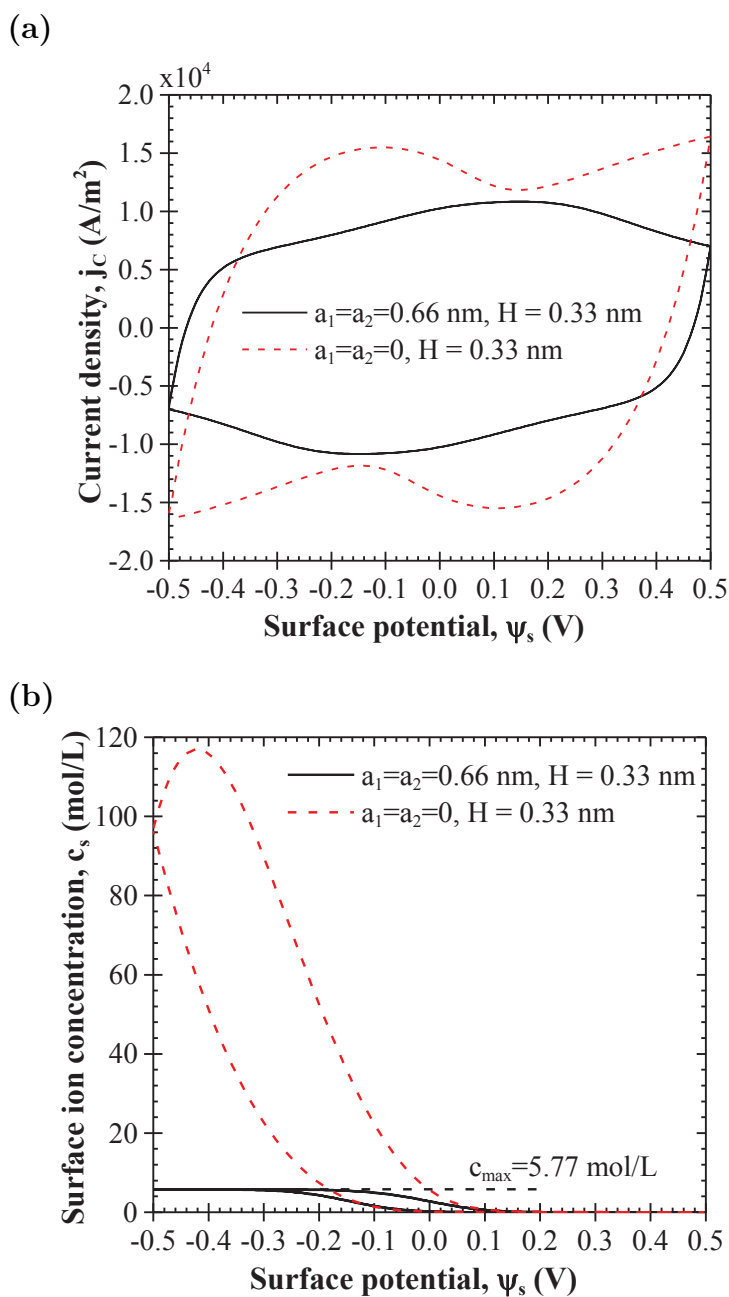 (a)
x10⁴
2.0
1.5
1.0
0.5
0.0
-0.5
-1.0
-1.5
-2.0
Current density, jC (A/m²)
a₁=a₂=0.66 nm, H = 0.33 nm
a₁=a₂=0, H = 0.33 nm
-0.5 -0.4 -0.3 -0.2 -0.1 0.0 0.1 0.2 0.3 0.4 0.5
Surface potential, ψₛ (V)
(b)
120
100
80
60
40
20
0
Surface ion concentration, cₛ (mol/L)
a₁=a₂=0.66 nm, H = 0.33 nm
a₁=a₂=0, H = 0.33 nm
cₘₐₓ=5.77 mol/L
-0.5 -0.4 -0.3 -0.2 -0.1 0.0 0.1 0.2 0.3 0.4 0.5
Surface potential, ψₛ (V)